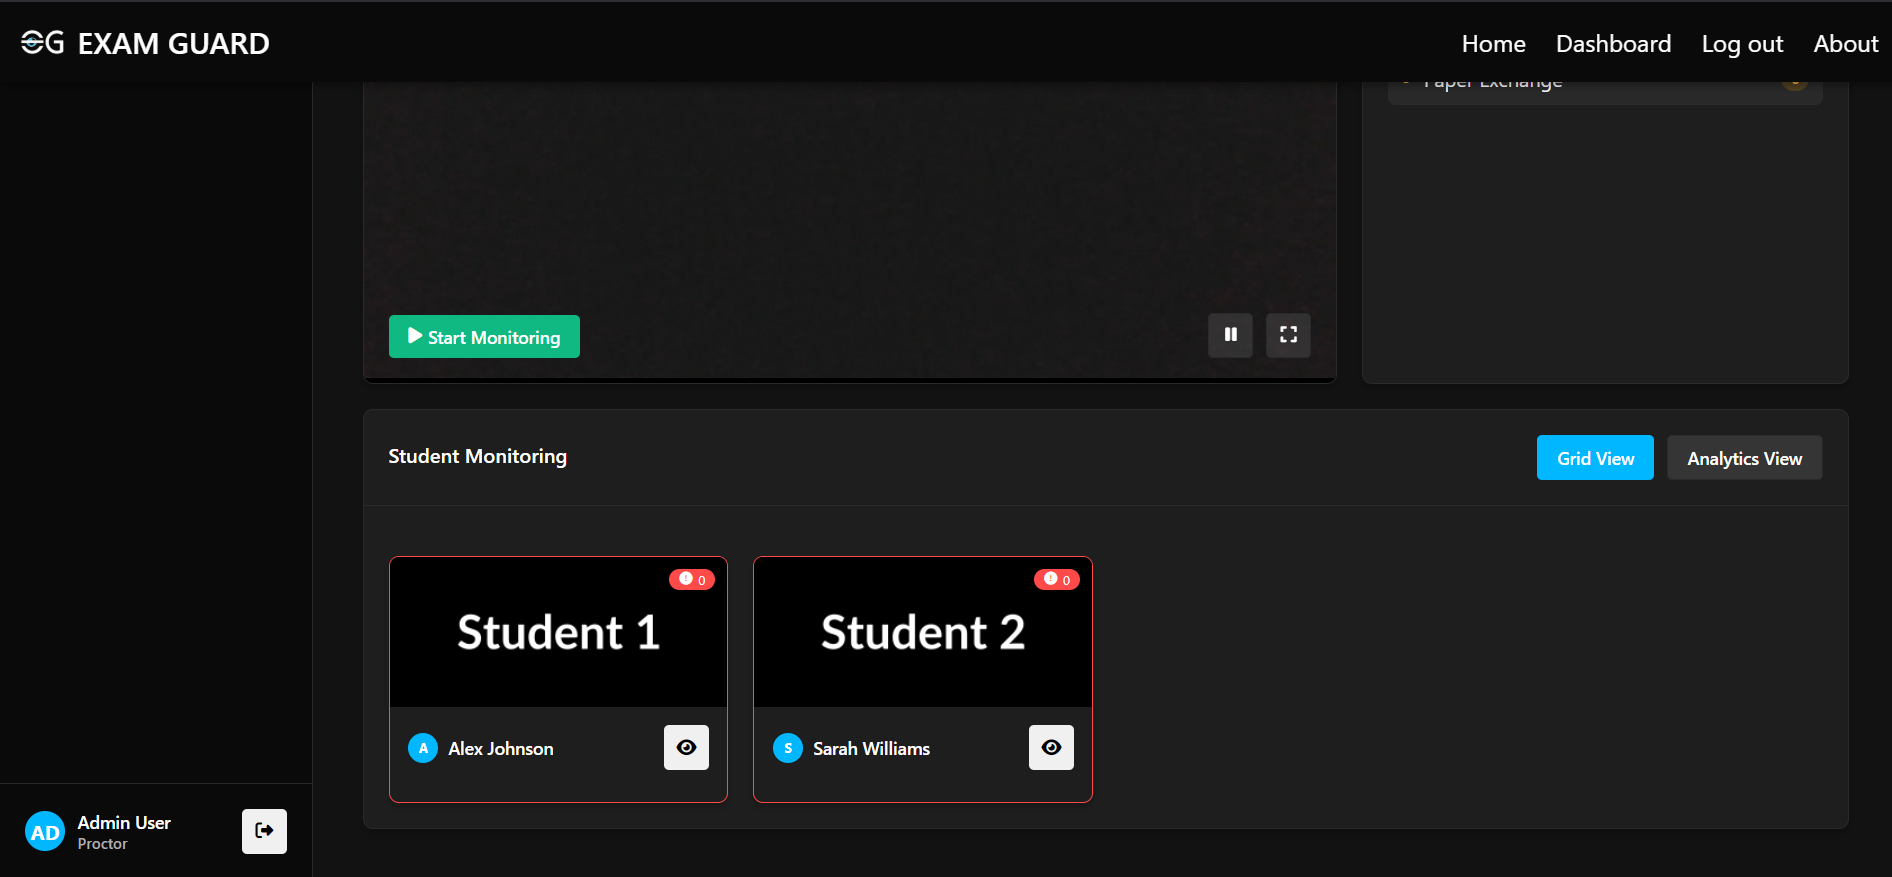 EXAM GUARD
Home Dashboard Log out About
Paper Exchange
Start Monitoring
Student Monitoring
Grid View Analytics View
0
Student 1
A Alex Johnson
0
Student 2
S Sarah Williams
AD Admin User
Proctor